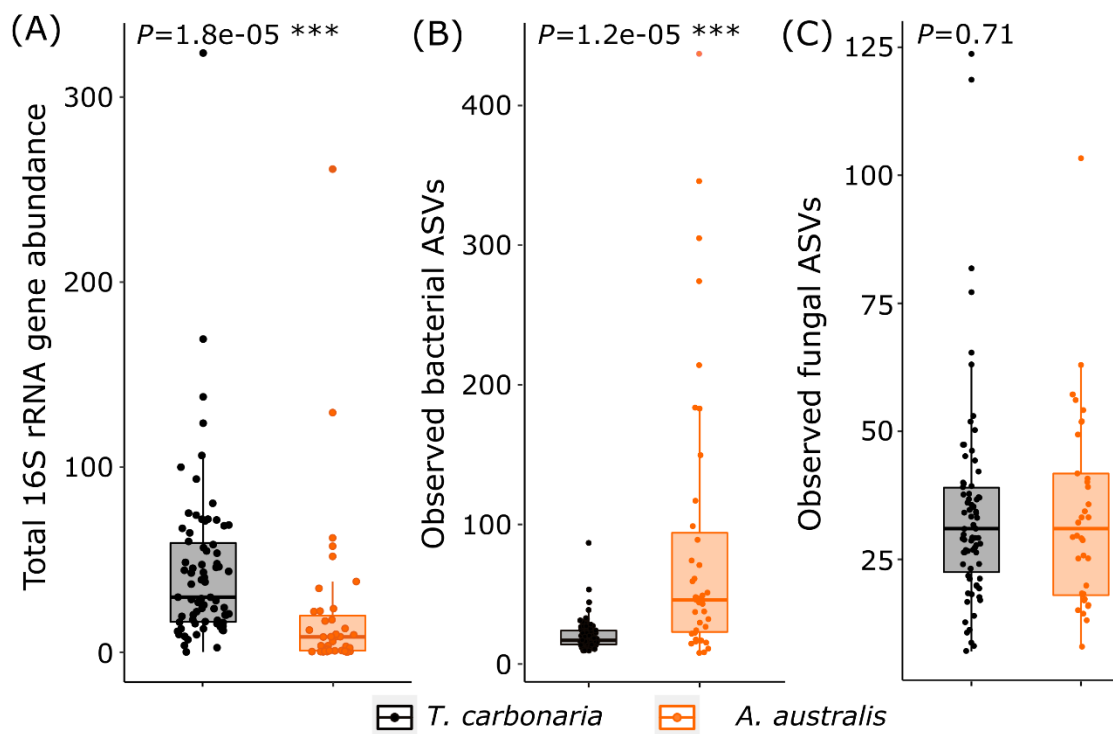 (A)
P=1.8e-05 ***
Total 16S rRNA gene abundance
300
200
100
0
(B)
P=1.2e-05 ***
Observed bacterial ASVs
400
300
200
100
0
(C)
P=0.71
Observed fungal ASVs
125
100
75
50
25
T. carbonaria
A. australis